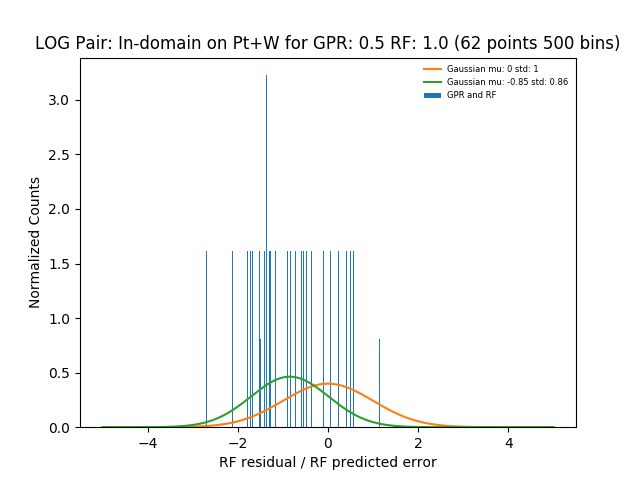 LOG Pair: In-domain on Pt+W for GPR: 0.5 RF: 1.0 (62 points 500 bins)
Gaussian mu: 0 std: 1
Gaussian mu: -0.85 std: 0.86
GPR and RF
Normalized Counts
3.0
2.5
2.0
1.5
1.0
0.5
0.0
−4 −2 0 2 4
RF residual / RF predicted error